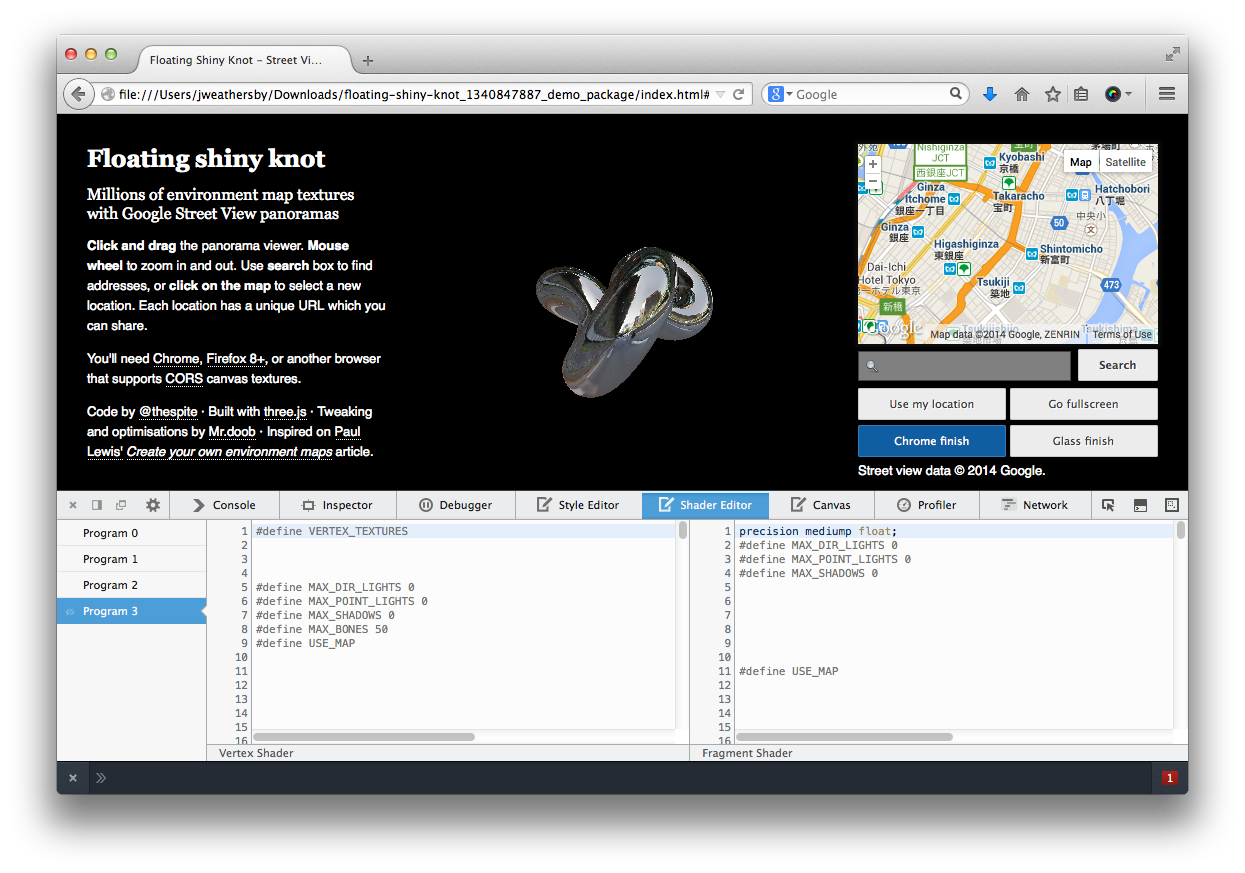 Floating Shiny Knot – Street Vi...
file:///Users/jweathersby/Downloads/floating-shiny-knot_1340847887_demo_package/index.html#
Google
Floating shiny knot
Millions of environment map textures
with Google Street View panoramas
Click and drag the panorama viewer. Mouse
wheel to zoom in and out. Use search box to find
addresses, or click on the map to select a new
location. Each location has a unique URL which you
can share.
You'll need Chrome, Firefox 8+, or another browser
that supports CORS canvas textures.
Code by @thespite · Built with three.js · Tweaking
and optimisations by Mr.doob · Inspired on Paul
Lewis' Create your own environment maps article.
Nishiginza
JCT
西銀座JCT
宝町
茅場町
Kyobashi
京橋
Map
Satellite
Ginza
Itchome
銀座一丁目
Takaracho
宝町
Hatchobori
八丁堀
50
中央小
文
Ginza
銀座
Higashiginza
東銀座
Shintomicho
新富町
Dai-Ichi
Hotel Tokyo
ホテル東京
Tsukiji
築地
473
新橋
Google
Tsukijishijo
築地市場
Tsukishima
Map data ©2014 Google, ZENRIN
Terms of Use
Search
Use my location
Go fullscreen
Chrome finish
Glass finish
Street view data © 2014 Google.
Console
Inspector
Debugger
Style Editor
Shader Editor
Canvas
Profiler
Network
Program 0
Program 1
Program 2
Program 3
1 #define VERTEX_TEXTURES
2
3
4
5 #define MAX_DIR_LIGHTS 0
6 #define MAX_POINT_LIGHTS 0
7 #define MAX_SHADOWS 0
8 #define MAX_BONES 50
9 #define USE_MAP
10
11
12
13
14
15
16
Vertex Shader
1 precision mediump float;
2 #define MAX_DIR_LIGHTS 0
3 #define MAX_POINT_LIGHTS 0
4 #define MAX_SHADOWS 0
5
6
7
8
9
10
11 #define USE_MAP
12
13
14
15
16
Fragment Shader
1